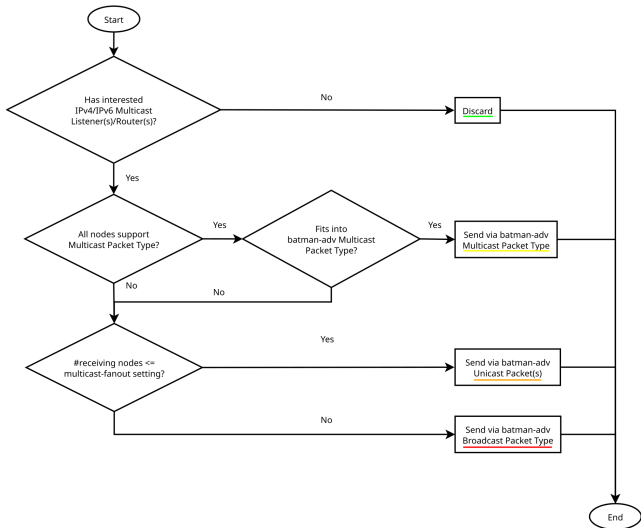 Start
Has interested
IPv4/IPv6 Multicast
Listener(s)/Router(s)?
No
Discard
Yes
All nodes support
Multicast Packet Type?
Yes
Fits into
batman-adv Multicast
Packet Type?
Yes
Send via batman-adv
Multicast Packet Type
No
No
#receiving nodes <=
multicast-fanout setting?
Yes
Send via batman-adv
Unicast Packet(s)
No
Send via batman-adv
Broadcast Packet Type
End